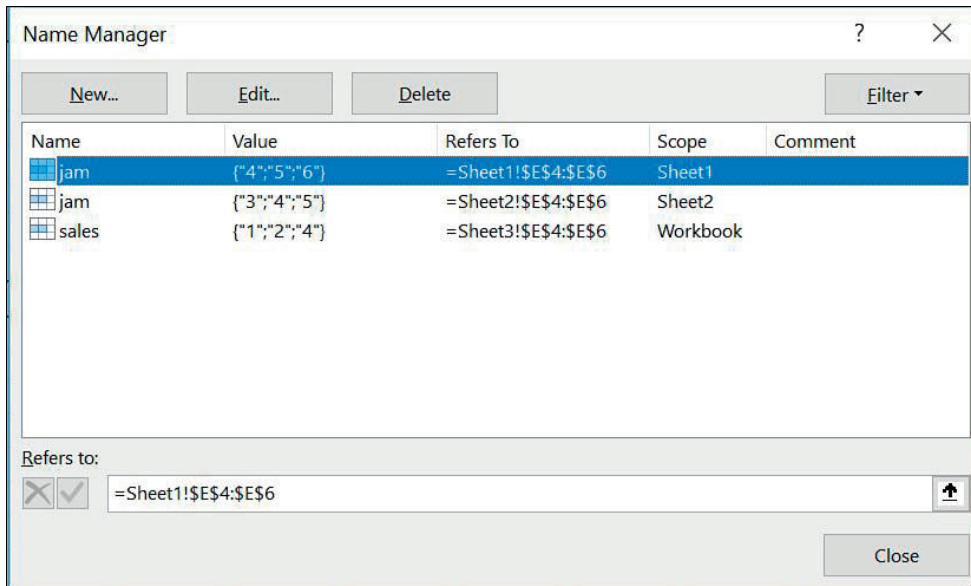 Name Manager ? ×
New... Edit... Delete Filter
Name Value Refers To Scope Comment
jam {"4";"5";"6"} =Sheet1!$E$4:$E$6 Sheet1
jam {"3";"4";"5"} =Sheet2!$E$4:$E$6 Sheet2
sales {"1";"2";"4"} =Sheet3!$E$4:$E$6 Workbook
Refers to:
=Sheet1!$E$4:$E$6
Close